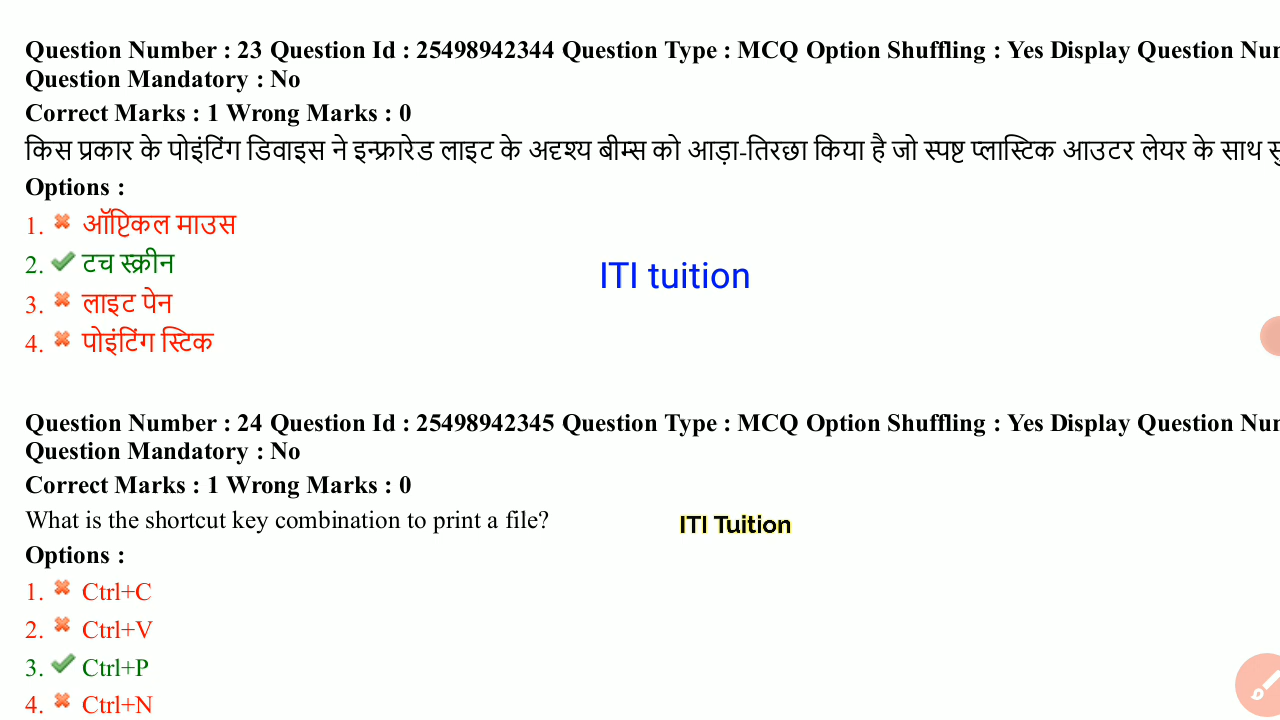 Question Number : 23 Question Id : 25498942344 Question Type : MCQ Option Shuffling : Yes Display Question
Question Mandatory : No
Correct Marks : 1 Wrong Marks : 0
किस प्रकार के पोइंटिंग डिवाइस ने इन्फ्रारेड लाइट के अदृश्य बीम्स को आड़ा-तिरछा किया है जो स्पष्ट प्लास्टिक आउटर लेयर के साथ
Options :
1. ऑप्टिकल माउस
2. टच स्क्रीन
ITI tuition
3. लाइट पेन
4. पोइंटिंग स्टिक
Question Number : 24 Question Id : 25498942345 Question Type : MCQ Option Shuffling : Yes Display Question
Question Mandatory : No
Correct Marks : 1 Wrong Marks : 0
What is the shortcut key combination to print a file?
ITI Tuition
Options :
1. Ctrl+C
2. Ctrl+V
3. Ctrl+P
4. Ctrl+N